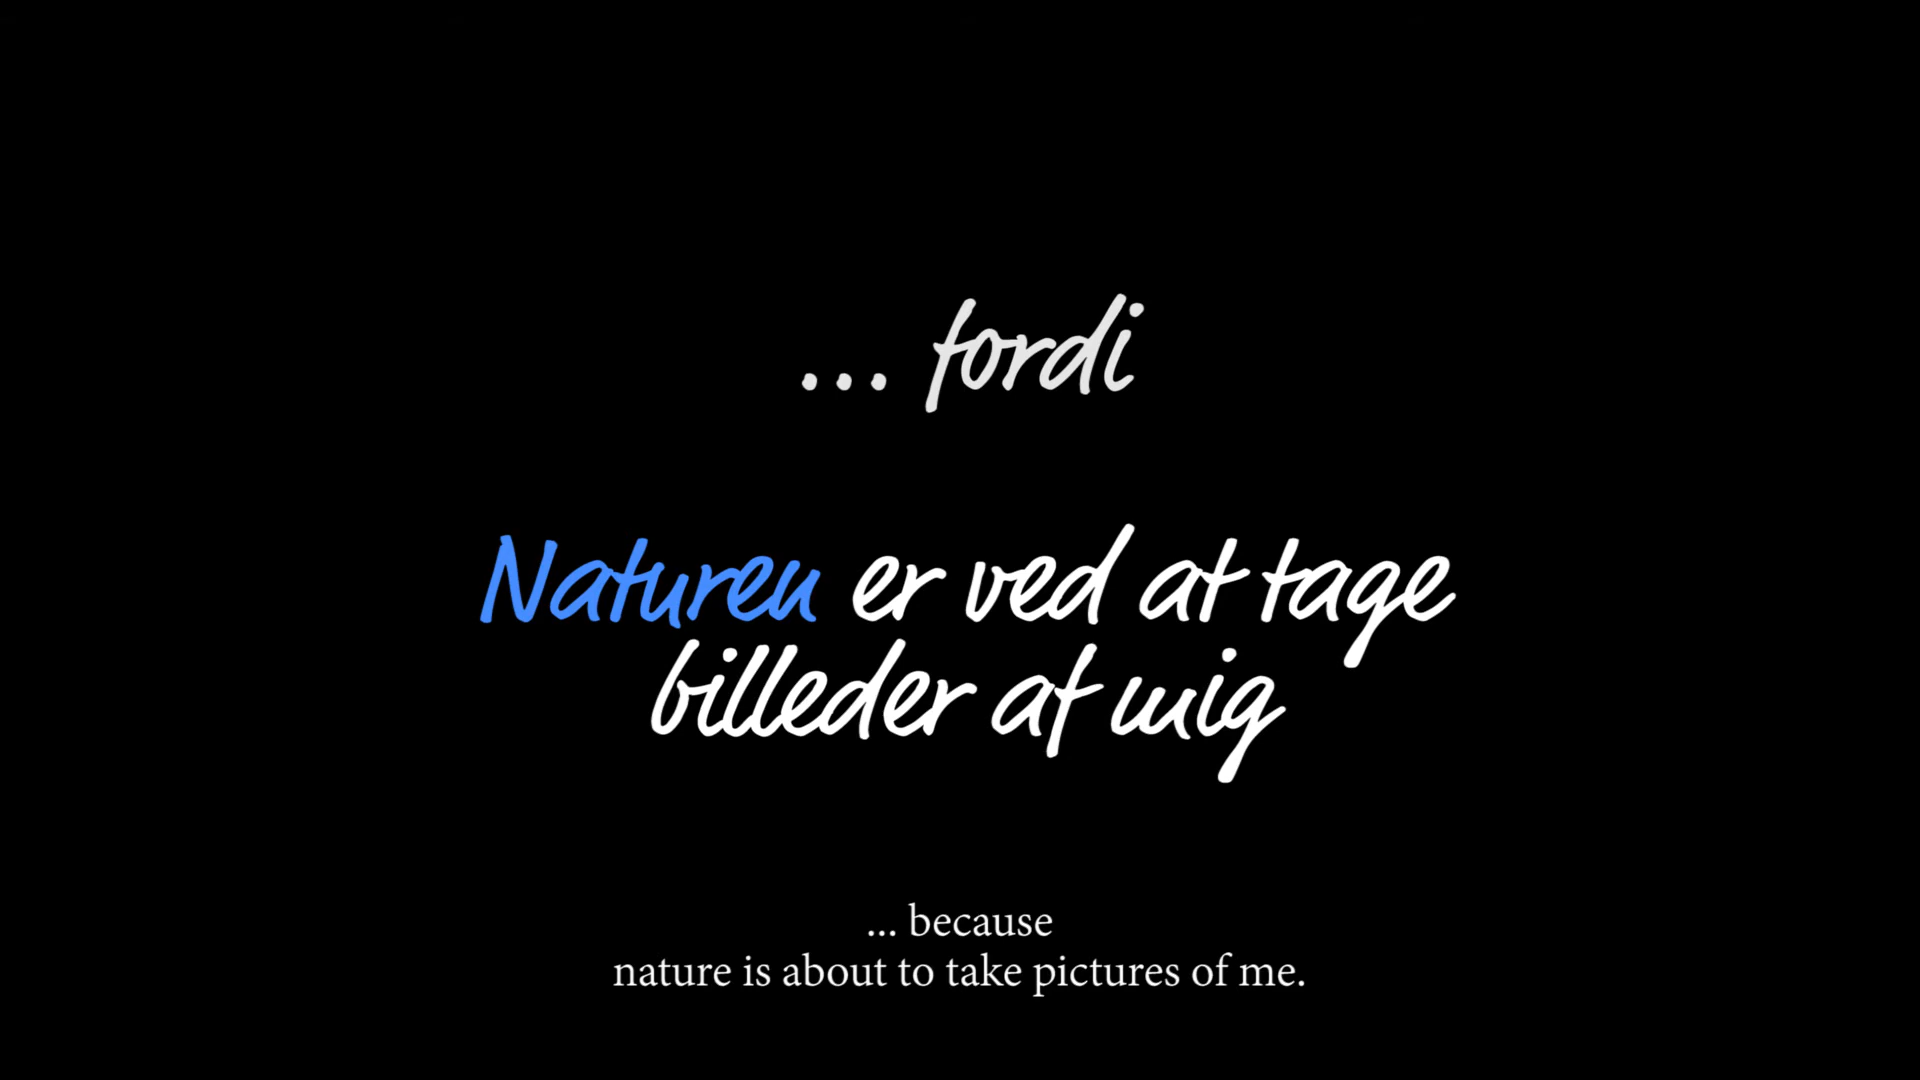 ... fordi
Naturen er ved at tage
billeder af mig
... because
nature is about to take pictures of me.